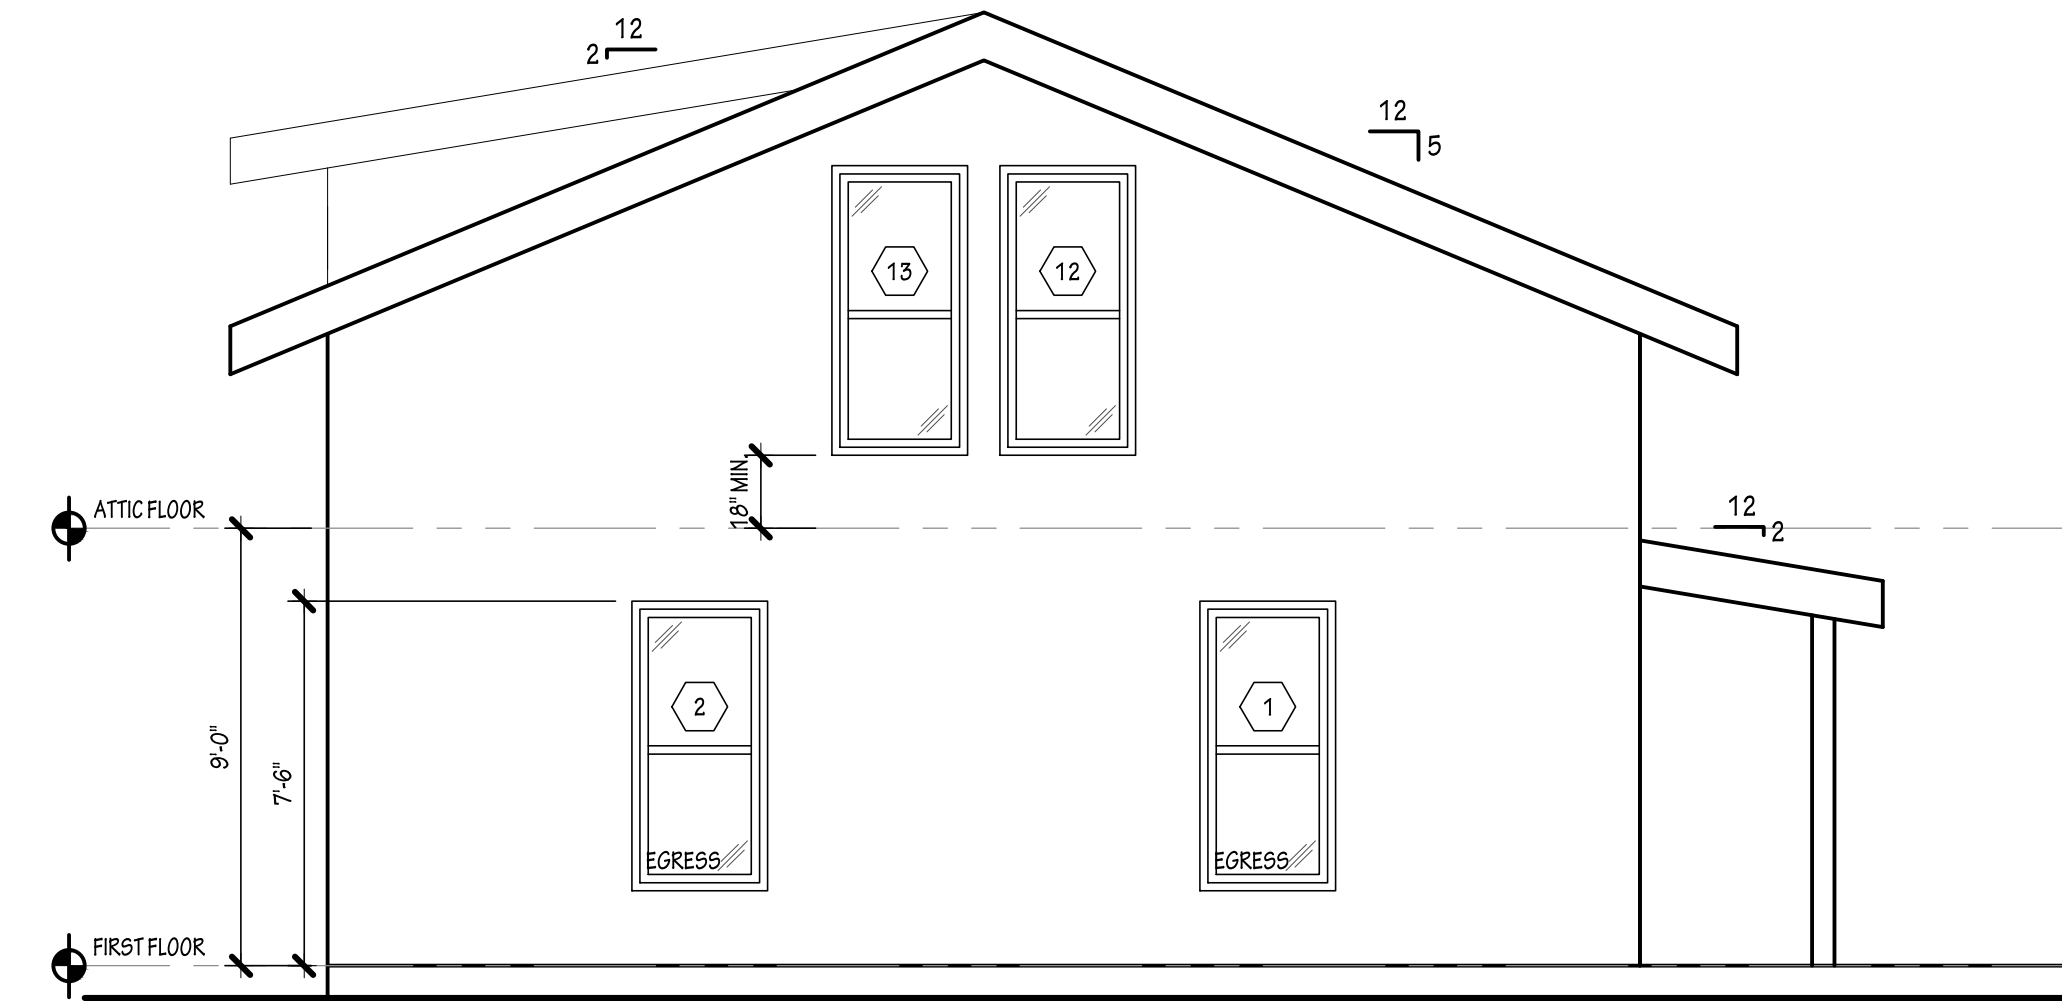 12
2
12
5
13
12
18" MIN.
ATTIC FLOOR
12
2
9'-0"
7'-6"
2
1
EGRESS
EGRESS
FIRST FLOOR